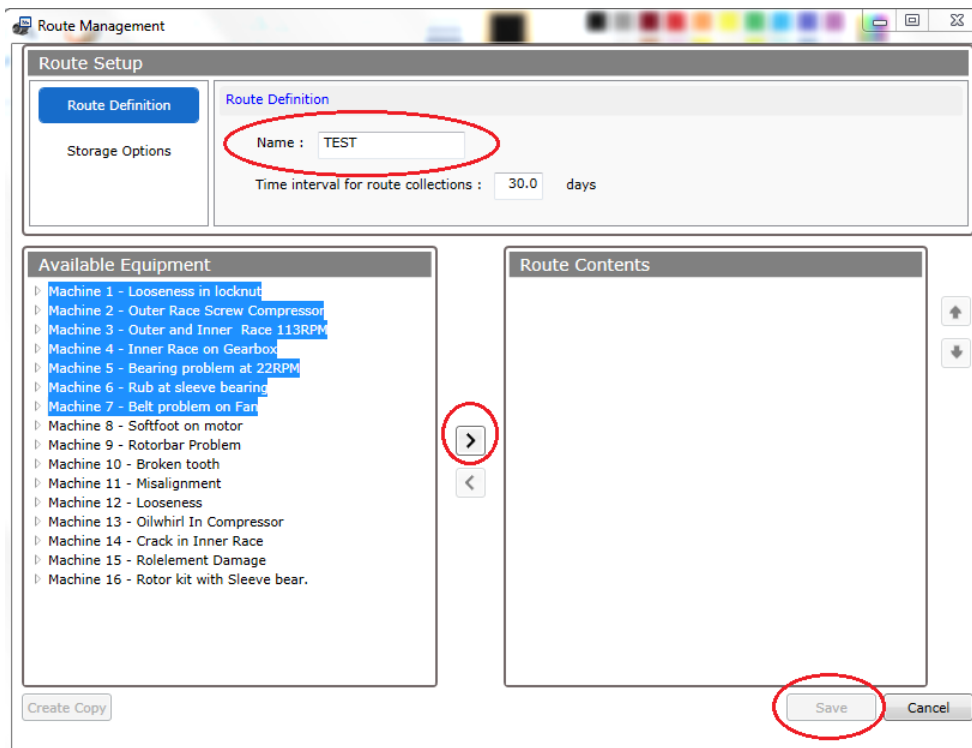 Route Management
Route Setup
Route Definition
Storage Options
Route Definition
Name : TEST
Time interval for route collections : 30.0 days
Available Equipment
Machine 1 - Looseness in locknut
Machine 2 - Outer Race Screw Compressor
Machine 3 - Outer and Inner  Race 113RPM
Machine 4 - Inner Race on Gearbox
Machine 5 - Bearing problem at 22RPM
Machine 6 - Rub at sleeve bearing
Machine 7 - Belt problem on Fan
Machine 8 - Softfoot on motor
Machine 9 - Rotorbar Problem
Machine 10 - Broken tooth
Machine 11 - Misalignment
Machine 12 - Looseness
Machine 13 - Oilwhirl In Compressor
Machine 14 - Crack in Inner Race
Machine 15 - Rolelement Damage
Machine 16 - Rotor kit with Sleeve bear.
Route Contents
Create Copy
Save
Cancel